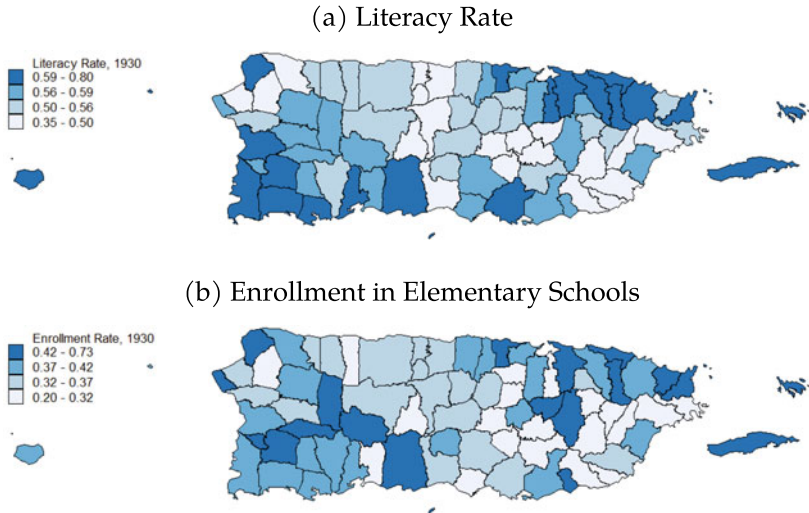 (a) Literacy Rate
Literacy Rate, 1930
0.59 - 0.80
0.56 - 0.59
0.50 - 0.56
0.35 - 0.50
(b) Enrollment in Elementary Schools
Enrollment Rate, 1930
0.42 - 0.73
0.37 - 0.42
0.32 - 0.37
0.20 - 0.32